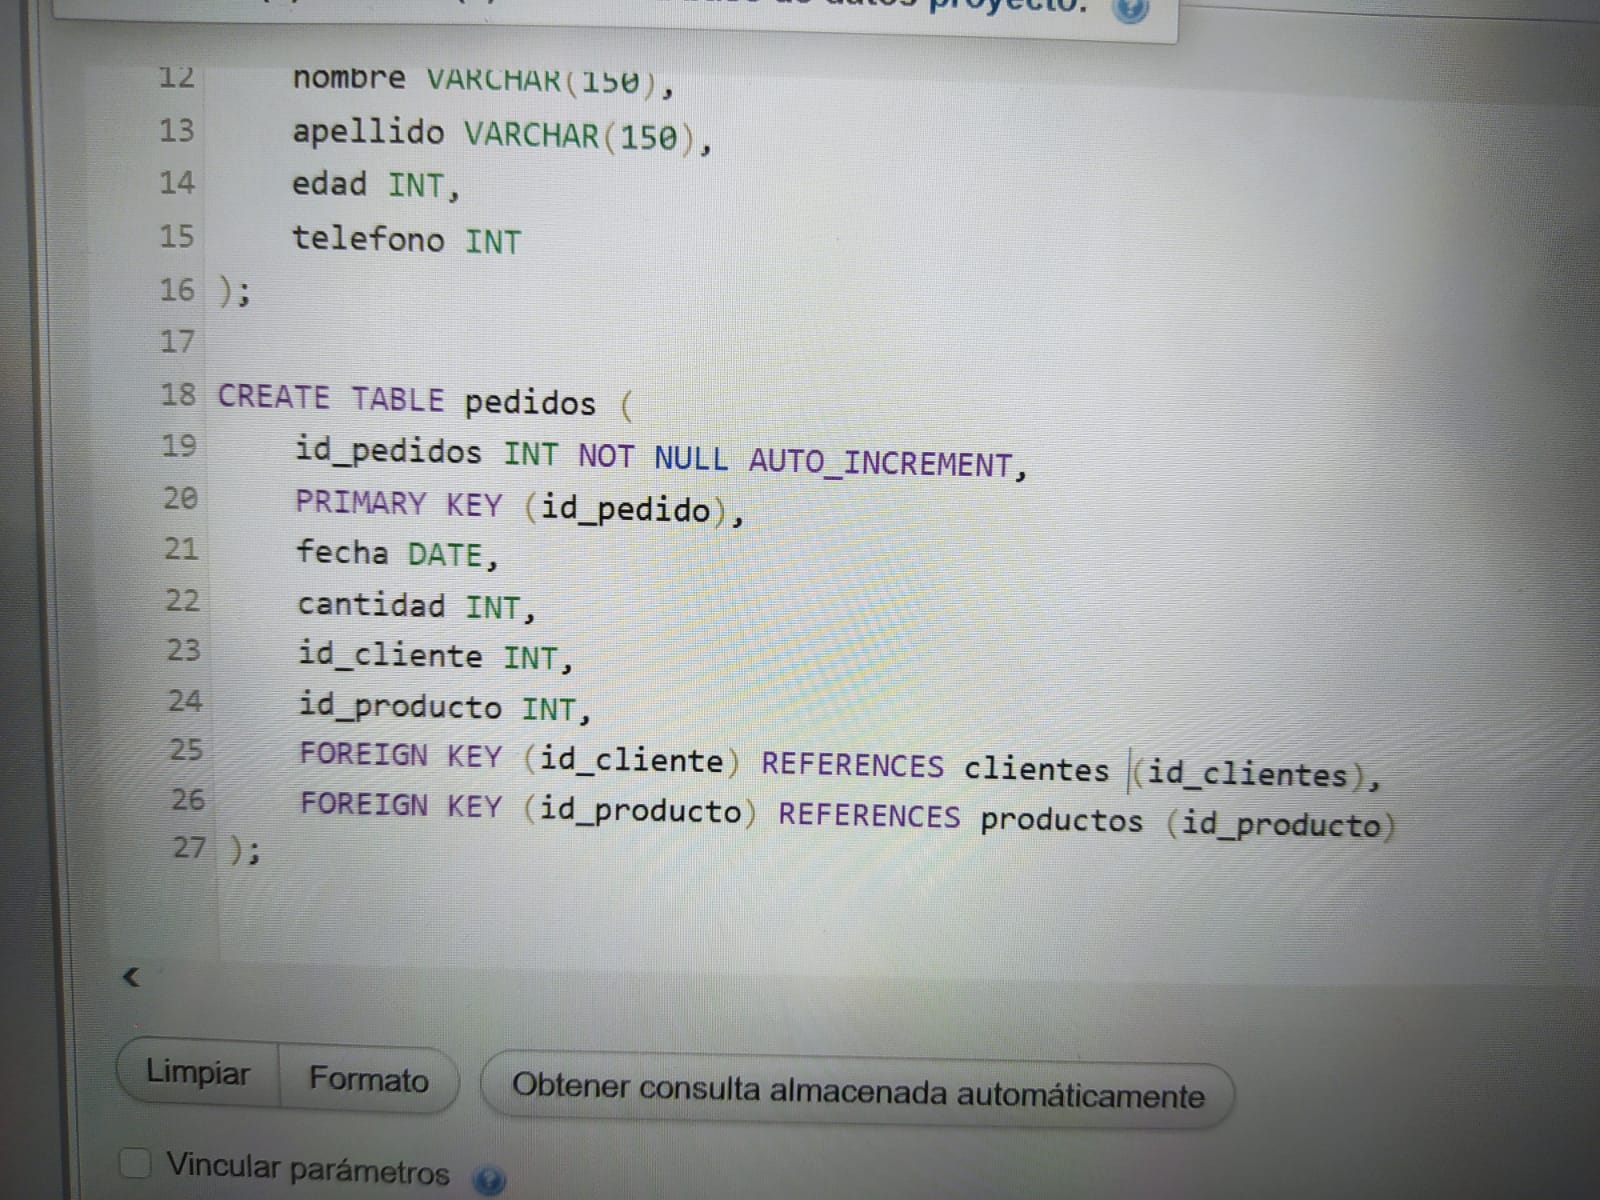 proyecto.
12 nombre VARCHAR(150),
13 apellido VARCHAR(150),
14 edad INT,
15 telefono INT
16 );
17
18 CREATE TABLE pedidos (
19 id_pedidos INT NOT NULL AUTO_INCREMENT,
20 PRIMARY KEY (id_pedido),
21 fecha DATE,
22 cantidad INT,
23 id_cliente INT,
24 id_producto INT,
25 FOREIGN KEY (id_cliente) REFERENCES clientes (id_clientes),
26 FOREIGN KEY (id_producto) REFERENCES productos (id_producto)
27 );
Limpiar Formato Obtener consulta almacenada automáticamente
Vincular parámetros